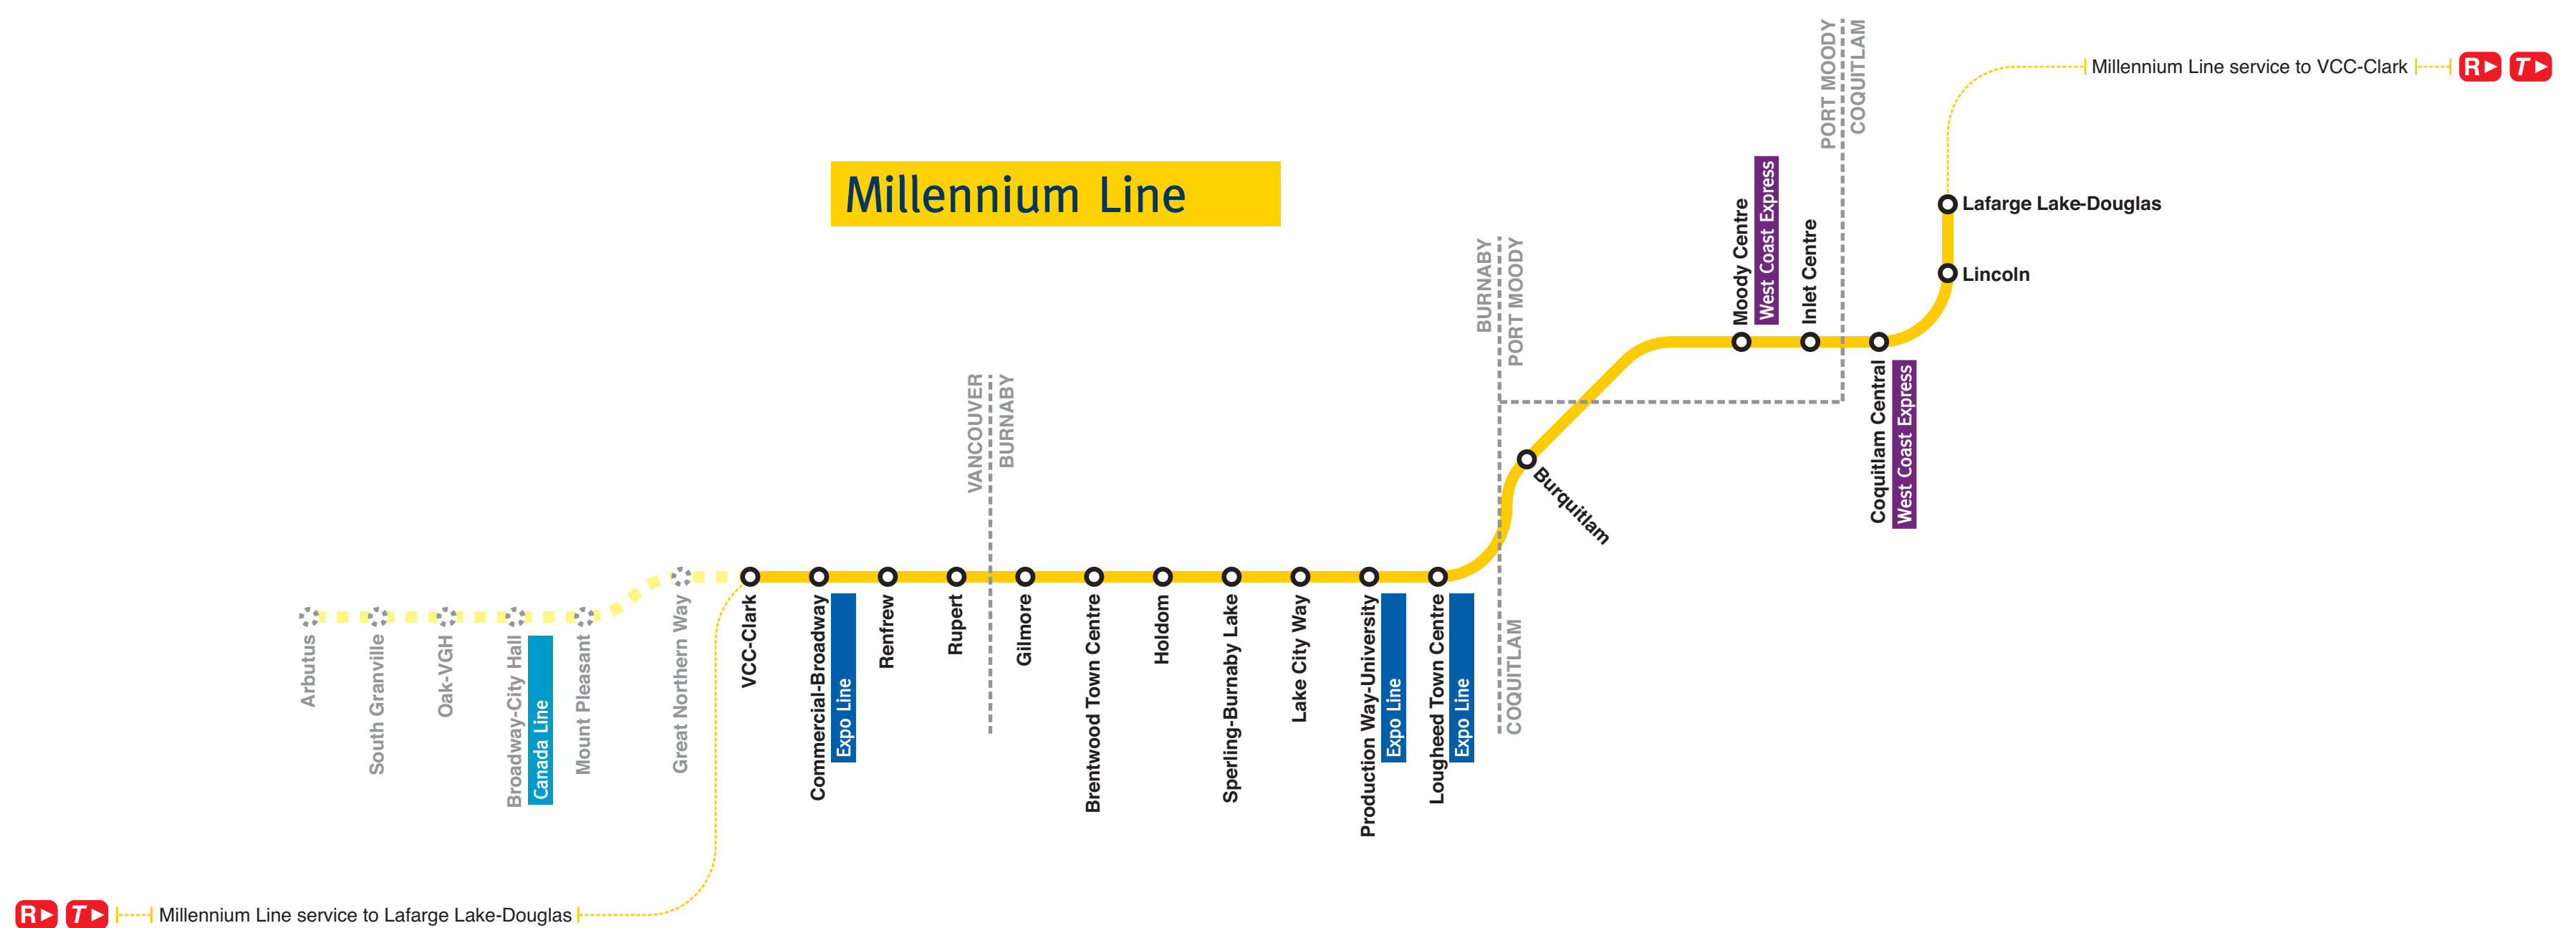 PORT MOODY
COQUITLAM
Millennium Line service to VCC-Clark
R
T
Millennium Line
Moody Centre
West Coast Express
Inlet Centre
Lafarge Lake-Douglas
Lincoln
BURNABY
PORT MOODY
Coquitlam Central
West Coast Express
VANCOUVER
BURNABY
Burquitlam
COQUITLAM
Arbutus
South Granville
Oak-VGH
Broadway-City Hall
Canada Line
Mount Pleasant
Great Northern Way
VCC-Clark
Commercial-Broadway
Expo Line
Renfrew
Rupert
Gilmore
Brentwood Town Centre
Holdom
Sperling-Burnaby Lake
Lake City Way
Production Way-University
Expo Line
Lougheed Town Centre
Expo Line
R
T
Millennium Line service to Lafarge Lake-Douglas